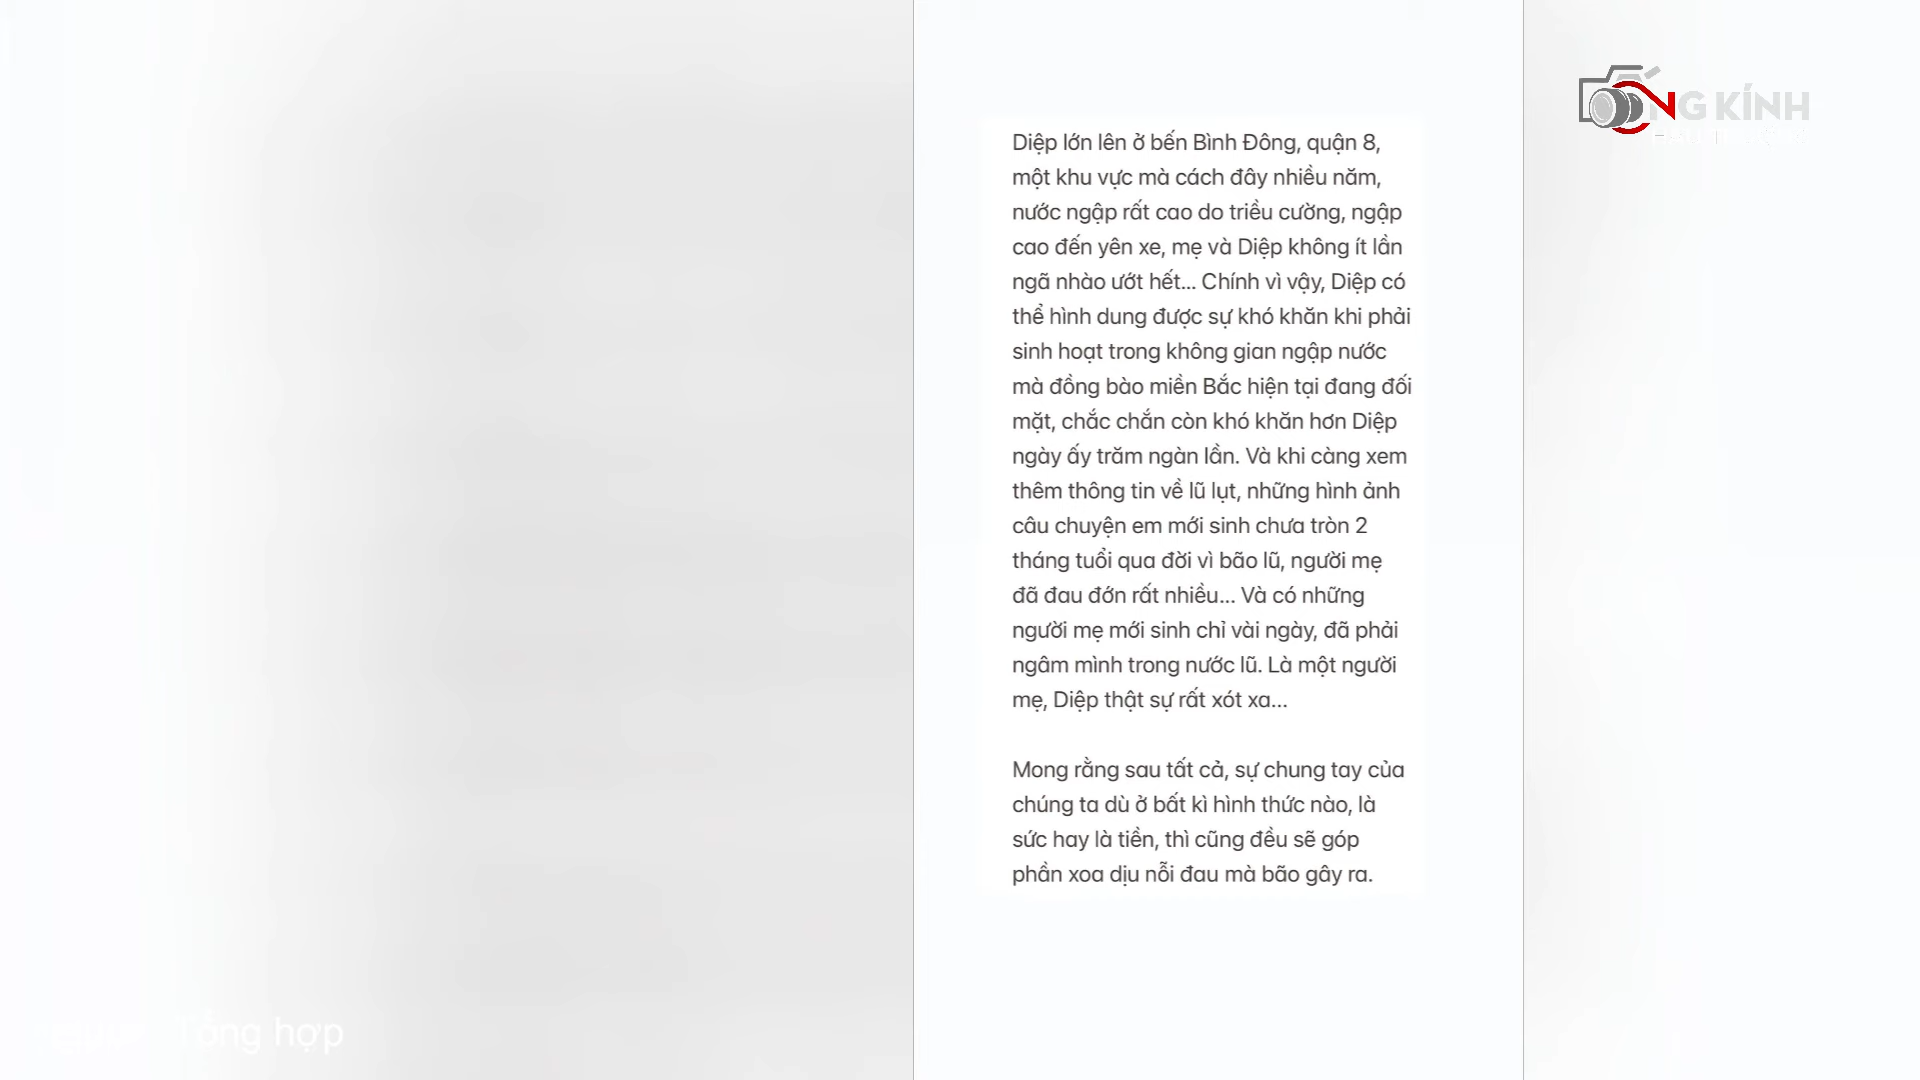 Diệp lớn lên ở bến Bình Đông, quận 8,
một khu vực mà cách đây nhiều năm,
nước ngập rất cao do triều cường, ngập
cao đến yên xe, mẹ và Diệp không ít lần
ngã nhào ướt hết... Chính vì vậy, Diệp có
thể hình dung được sự khó khăn khi phải
sinh hoạt trong không gian ngập nước
mà đồng bào miền Bắc hiện tại đang đối
mặt, chắc chắn còn khó khăn hơn Diệp
ngày ấy trăm ngàn lần. Và khi càng xem
thêm thông tin về lũ lụt, những hình ảnh
câu chuyện em mới sinh chưa tròn 2
tháng tuổi qua đời vì bão lũ, người mẹ
đã đau đớn rất nhiều... Và có những
người mẹ mới sinh chỉ vài ngày, đã phải
ngâm mình trong nước lũ. Là một người
mẹ, Diệp thật sự rất xót xa...
Mong rằng sau tất cả, sự chung tay của
chúng ta dù ở bất kì hình thức nào, là
sức hay là tiền, thì cũng đều sẽ góp
phần xoa dịu nỗi đau mà bão gây ra.
ỐNG KÍNH
Tổng hợp